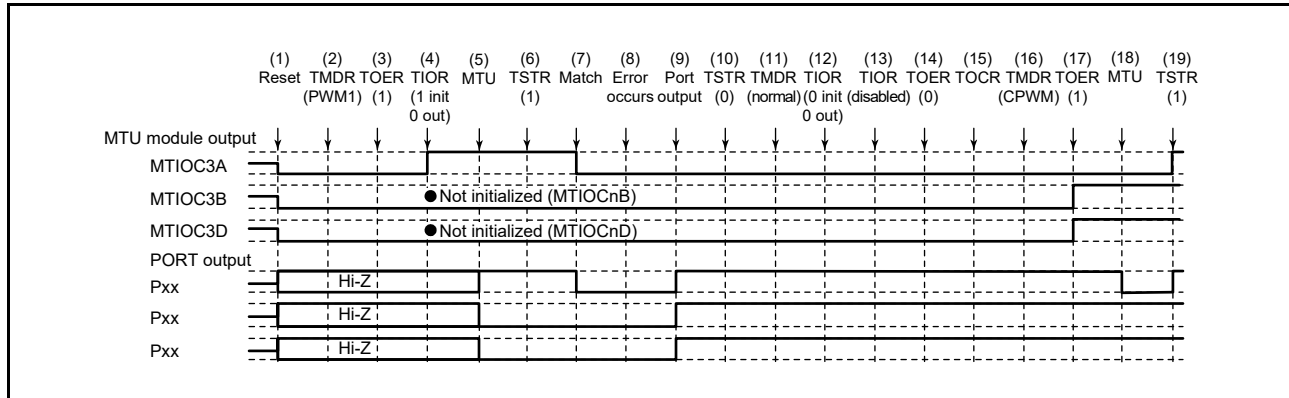 (1) (2) (3) (4) (5) (6) (7) (8) (9) (10) (11) (12) (13) (14) (15) (16) (17) (18) (19)
Reset TMDR TOER TIOR MTU TSTR Match Error Port TSTR TMDR TIOR TIOR TOER TOCR TMDR TOER MTU TSTR
(PWM1) (1) (1 init (1) occurs output (0) (normal) (0 init (disabled) (0) (CPWM) (1) (1)
0 out) 0 out)
MTU module output
MTIOC3A
MTIOC3B ●Not initialized (MTIOCnB)
MTIOC3D ●Not initialized (MTIOCnD)
PORT output
Pxx Hi-Z
Pxx Hi-Z
Pxx Hi-Z